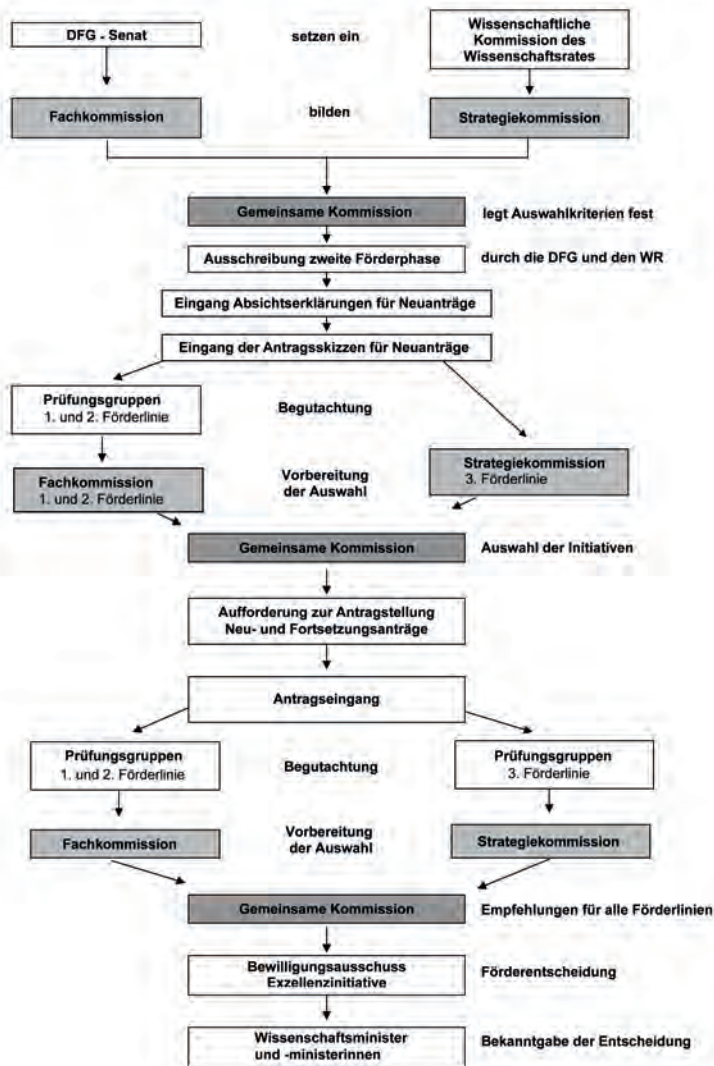 DFG - Senat
setzen ein
Wissenschaftliche
Kommission des
Wissenschaftsrates
Fachkommission
bilden
Strategiekommission
Gemeinsame Kommission
legt Auswahlkriterien fest
Ausschreibung zweite Förderphase
durch die DFG und den WR
Eingang Absichtserklärungen für Neuanträge
Eingang der Antragsskizzen für Neuanträge
Prüfungsgruppen
1. und 2. Förderlinie
Begutachtung
Fachkommission
1. und 2. Förderlinie
Vorbereitung
der Auswahl
Strategiekommission
3. Förderlinie
Gemeinsame Kommission
Auswahl der Initiativen
Aufforderung zur Antragstellung
Neu- und Fortsetzungsanträge
Antragseingang
Prüfungsgruppen
1. und 2. Förderlinie
Begutachtung
Prüfungsgruppen
3. Förderlinie
Fachkommission
Vorbereitung
der Auswahl
Strategiekommission
Gemeinsame Kommission
Empfehlungen für alle Förderlinien
Bewilligungsausschuss
Exzellenzinitiative
Förderentscheidung
Wissenschaftsminister
und -ministerinnen
Bekanntgabe der Entscheidung